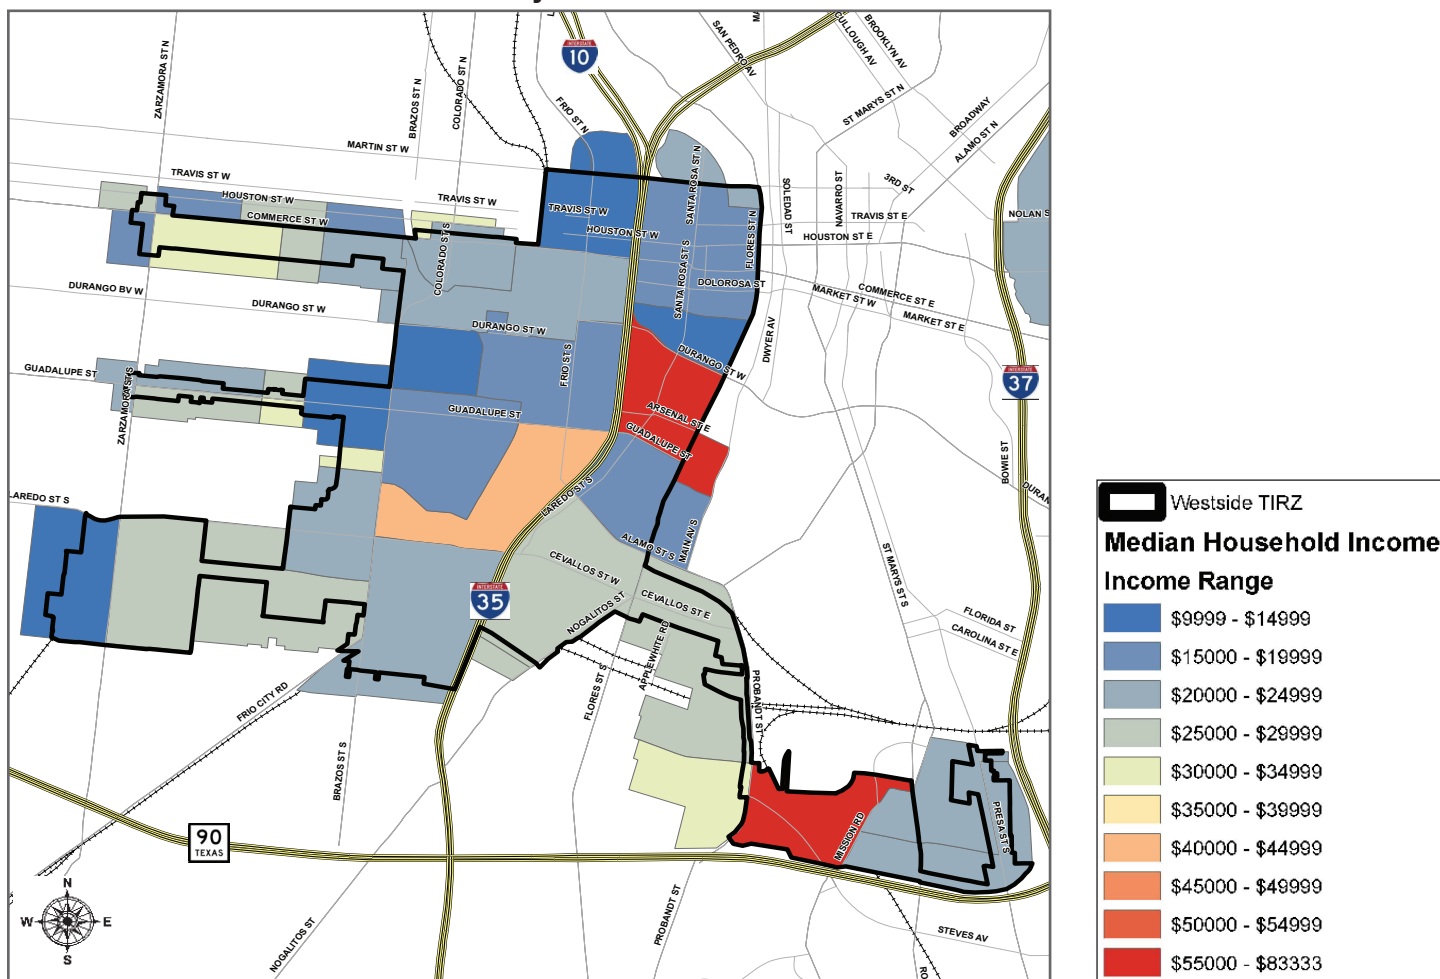 INTERSTATE
10
SAN PEDRO AV
CULLOUGH AV
BROOKLYN AV
ST MARYS ST N
BROADWAY
ALAMO ST N
ZARZAMORA ST N
BRAZOS ST N
COLORADO ST N
FRIO ST N
MARTIN ST W
TRAVIS ST W
HOUSTON ST W
COMMERCE ST W
TRAVIS ST W
TRAVIS ST W
HOUSTON ST W
SANTA ROSA ST N
SOLEDAD ST
NAVARRO ST
3RD ST
TRAVIS ST E
HOUSTON ST E
NOLAN S
FLORES ST N
COLORADO ST S
SANTA ROSA ST S
DOLOROSA ST
COMMERCE ST E
MARKET ST W
MARKET ST E
DURANGO BV W
DURANGO ST W
DURANGO ST W
DURANGO ST W
DWYER AV
FRIO ST S
GUADALUPE ST
ZARZAMORA ST S
GUADALUPE ST
ARSENAL ST E
GUADALUPE ST
INTERSTATE
37
BOWIE ST
DURAN
LAREDO ST S
AREDO ST S
ALAMO ST S
MAIN AV S
CEVALLOS ST W
CEVALLOS ST E
NOGALITOS ST
INTERSTATE
35
ST MARYS ST S
FLORIDA ST
CAROLINA ST E
APPLEWHITE RD
FLORES ST S
PROBANDT ST
FRIO CITY RD
BRAZOS ST S
MISSION RD
PRESA ST S
90
TEXAS
N
W
E
S
NOGALITOS ST
PROBANDT ST
STEVES AV
RO
Westside TIRZ
Median Household Income
Income Range
$9999 - $14999
$15000 - $19999
$20000 - $24999
$25000 - $29999
$30000 - $34999
$35000 - $39999
$40000 - $44999
$45000 - $49999
$50000 - $54999
$55000 - $83333